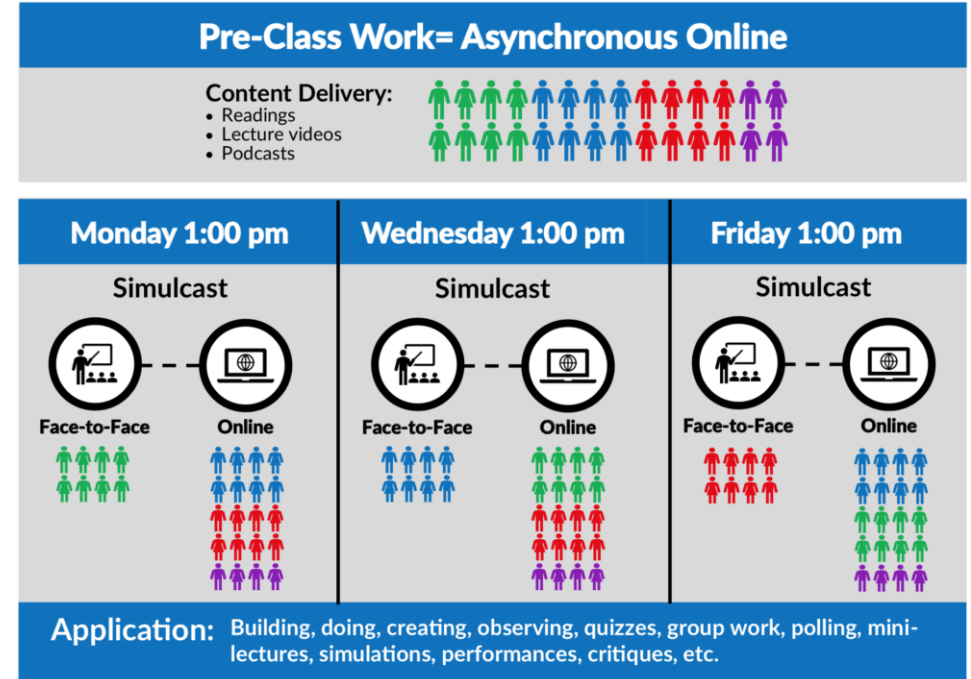 Pre-Class Work= Asynchronous Online
Content Delivery:
• Readings
• Lecture videos
• Podcasts
Monday 1:00 pm
Simulcast
Face-to-Face
Online
Wednesday 1:00 pm
Simulcast
Face-to-Face
Online
Friday 1:00 pm
Simulcast
Face-to-Face
Online
Application: Building, doing, creating, observing, quizzes, group work, polling, mini-
lectures, simulations, performances, critiques, etc.